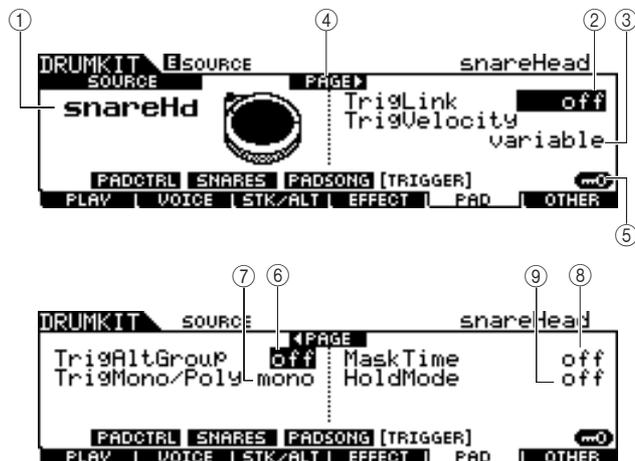 ① ④ ② ③
DRUMKIT E SOURCE snareHead
SOURCE PAGE▶
snareHd TrigLink off
TrigVelocity
variable
PADCTRL SNARES PADSONG [TRIGGER]
PLAY VOICE STK/ALT EFFECT PAD OTHER
⑤
⑦ ⑥ ⑨ ⑧
DRUMKIT SOURCE snareHead
◀PAGE
TrigAltGroup off MaskTime off
TrigMono/Poly mono HoldMode off
PADCTRL SNARES PADSONG [TRIGGER]
PLAY VOICE STK/ALT EFFECT PAD OTHER